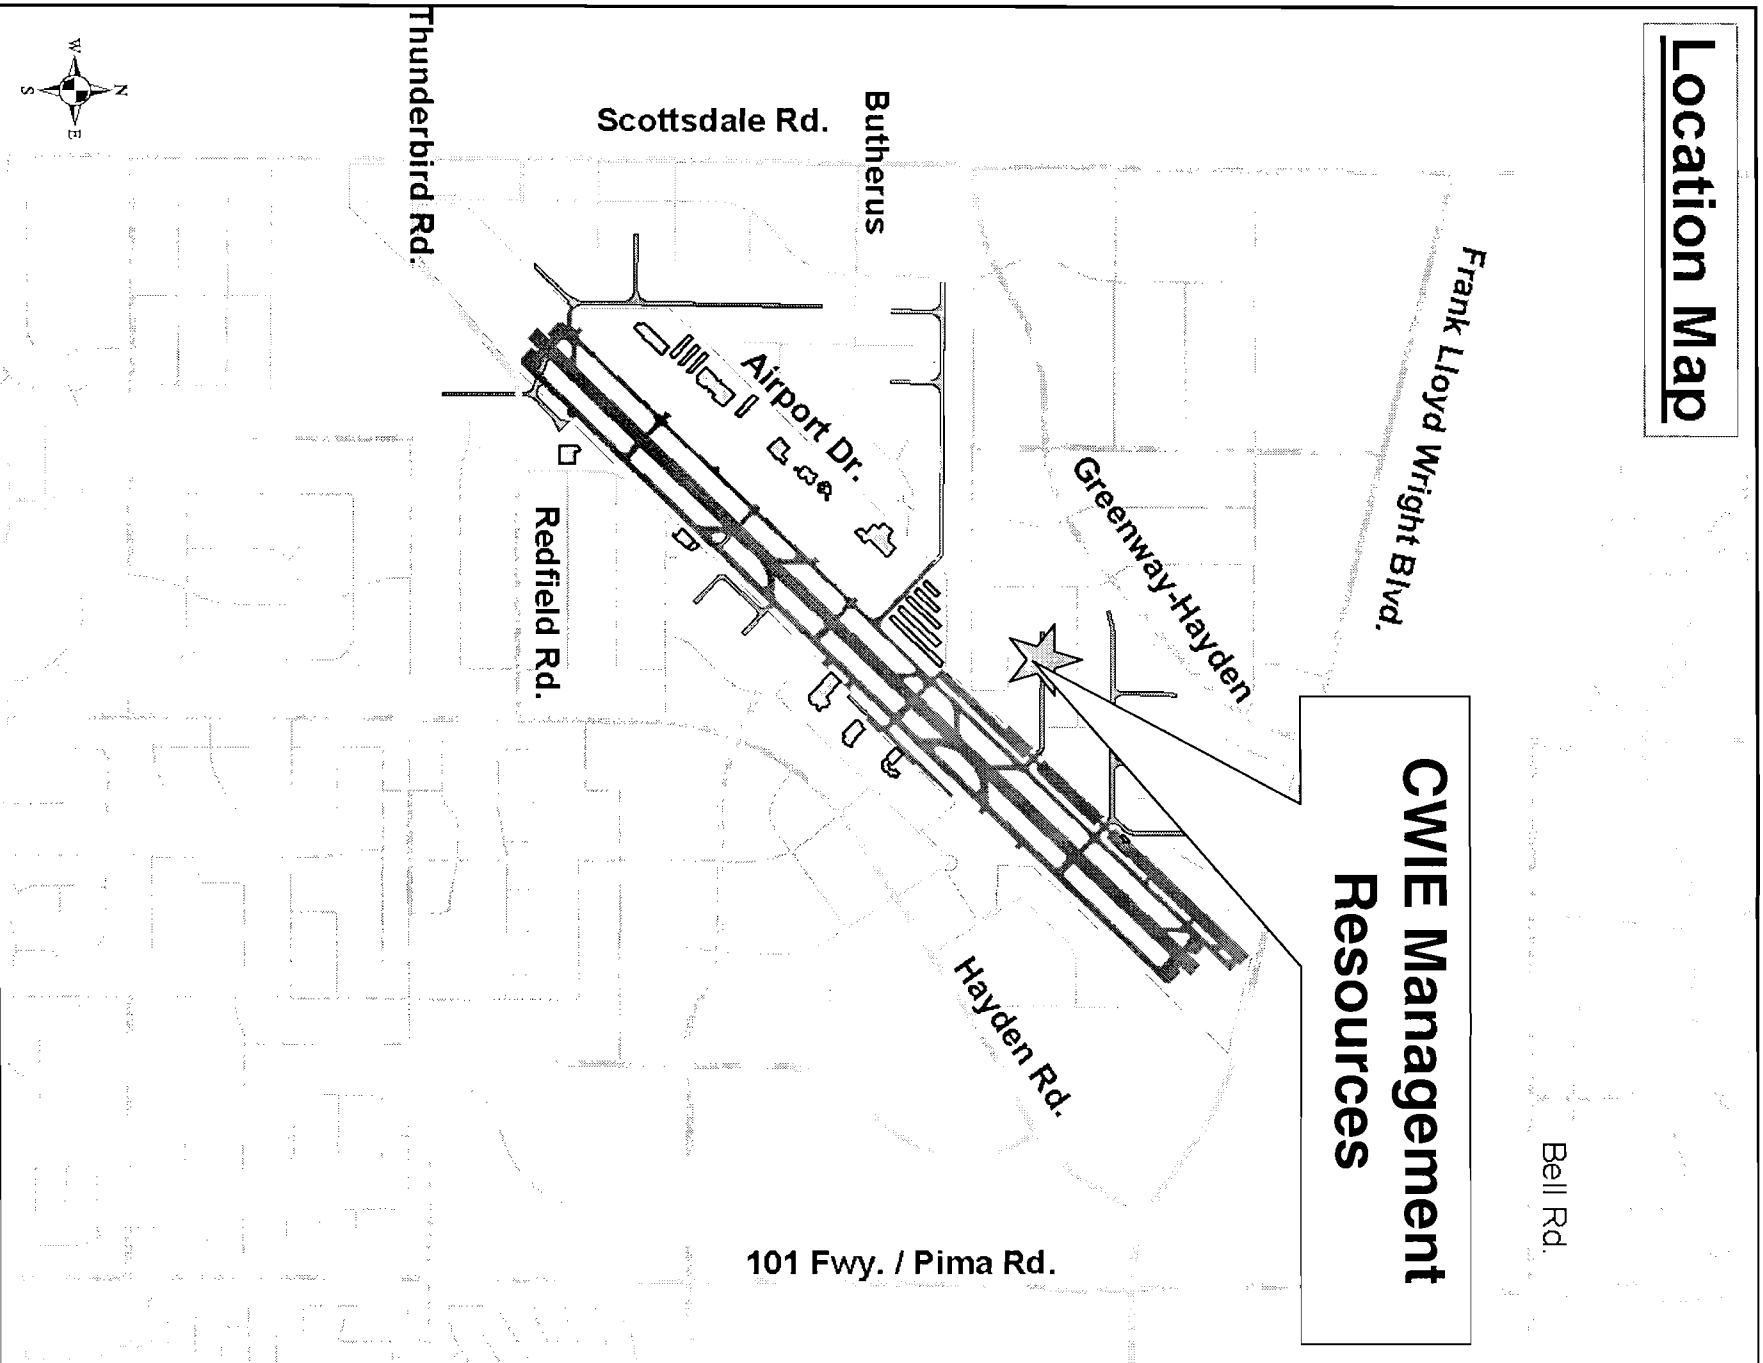 Location Map
Frank Lloyd Wright Blvd.
Bell Rd.
CWIE Management
Resources
Greenway-Hayden
Butherus
Scottsdale Rd.
Airport Dr.
Thunderbird Rd.
Redfield Rd.
Hayden Rd.
101 Fwy. / Pima Rd.
N
W
E
S